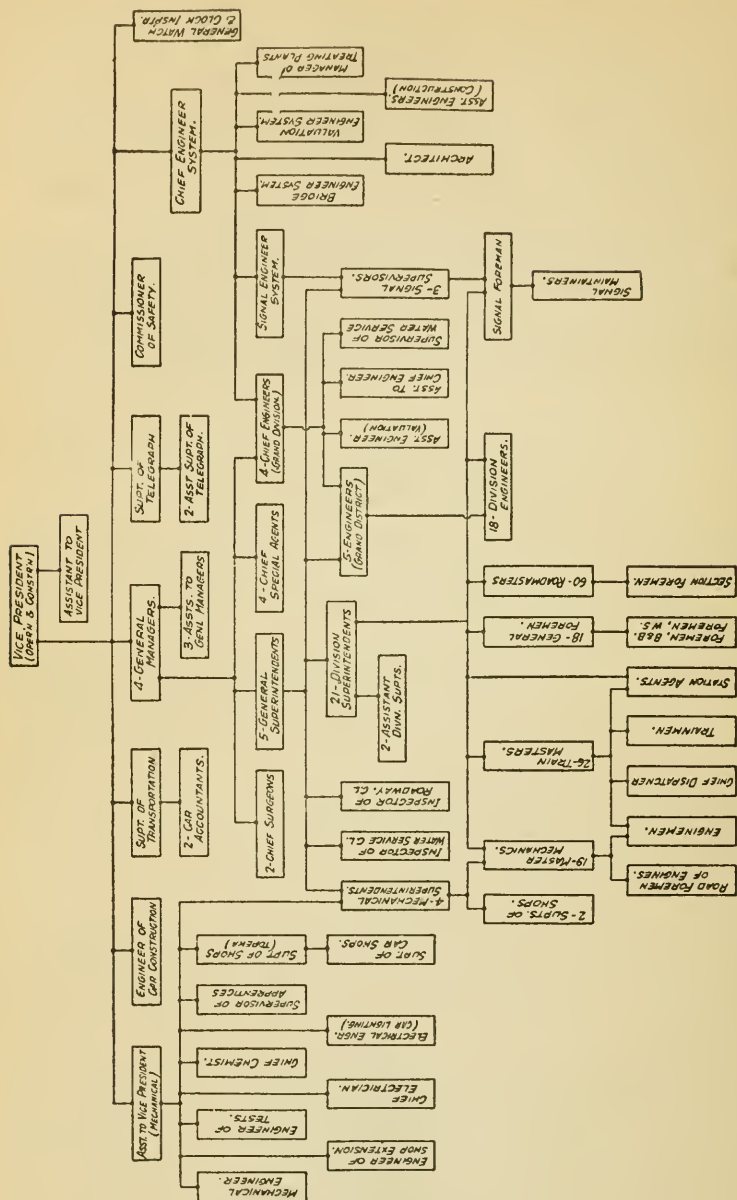 VICE PRESIDENT
(OPER'N & CONSTR'N)
ASSISTANT TO
VICE PRESIDENT
ASST. TO VICE PRESIDENT
(MECHANICAL)
ENGINEER OF
CAR CONSTRUCTION
SUPT. OF
TRANSPORTATION
4-GENERAL
MANAGERS.
SUPT. OF
TELEGRAPH
COMMISSIONER
OF SAFETY.
CHIEF ENGINEER
SYSTEM.
GENERAL WATCH
& CLOCK INSPTR.
2-CAR
ACCOUNTANTS.
3-ASSTS. TO
GENL MANAGERS
2-ASST SUPT. OF
TELEGRAPH.
MECHANICAL
ENGINEER.
ENGINEER OF
SHOP EXTENSION.
ENGINEER OF
TESTS.
CHIEF
ELECTRICIAN.
CHIEF CHEMIST.
ELECTRICAL ENGR.
(CAR LIGHTING.)
SUPERVISOR OF
APPRENTICES
SUPT. OF SHOPS
(TOPEKA)
SUPT. OF
CAR SHOPS.
2-CHIEF SURGEONS
5-GENERAL
SUPERINTENDENTS
4-CHIEF
SPECIAL AGENTS
4-CHIEF ENGINEERS
(GRAND DIVISION.)
SIGNAL ENGINEER
SYSTEM.
BRIDGE
ENGINEER SYSTEM.
ARCHITECT.
VALUATION
ENGINEER SYSTEM.
ASST. ENGINEERS.
(CONSTRUCTION)
MANAGER OF
TREATING PLANTS
4-MECHANICAL
SUPERINTENDENTS.
INSPECTOR OF
WATER SERVICE C.L.
INSPECTOR OF
ROADWAY, C.L.
21-DIVISION
SUPERINTENDENTS
2-ASSISTANT
DIVN. SUPTS.
5-ENGINEERS
(GRAND DISTRICT)
ASST. ENGINEER.
(VALUATION)
ASST. TO
CHIEF ENGINEER.
SUPERVISOR OF
WATER SERVICE
3-SIGNAL
SUPERVISORS.
2-SUPTS. OF
SHOPS.
19-MASTER
MECHANICS.
26-TRAIN
MASTERS.
18-GENERAL
FOREMEN.
60-ROADMASTERS
18-DIVISION
ENGINEERS.
SIGNAL FOREMAN
SIGNAL
MAINTAINERS.
ROAD FOREMEN
OF ENGINES.
ENGINEMEN.
CHIEF DISPATCHER
TRAINMEN.
STATION AGENTS.
FOREMEN, B&B.
FOREMEN, W.S.
SECTION FOREMEN.